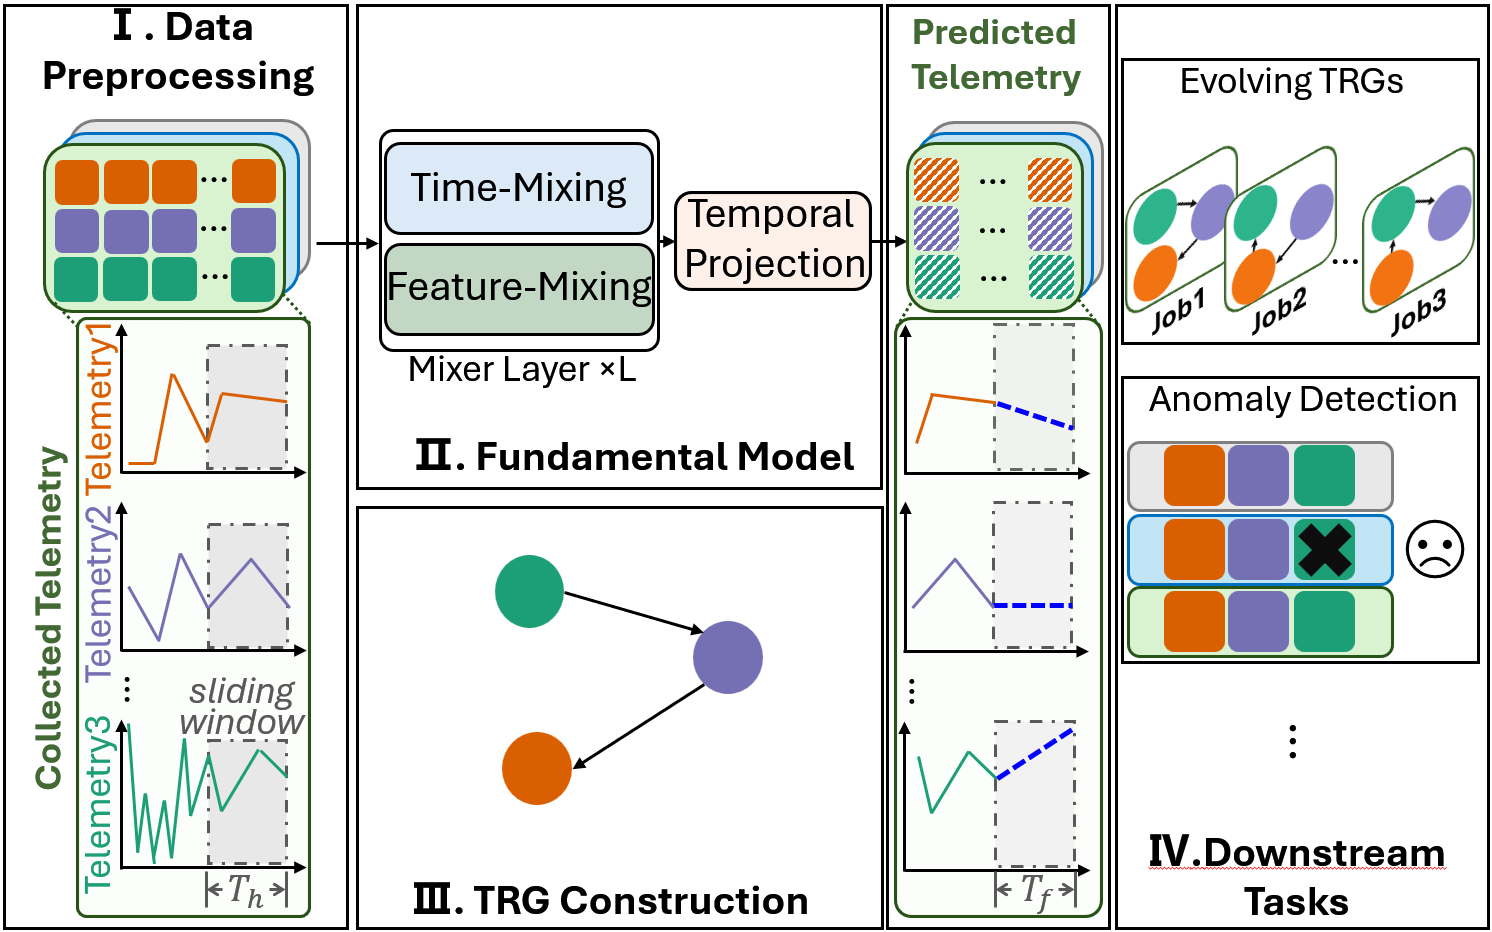 Ⅰ. Data
Preprocessing
Collected Telemetry
Telemetry1
Telemetry2
⋮
sliding
window
Telemetry3
T_h
Time-Mixing
Feature-Mixing
Mixer Layer ×L
Temporal
Projection
Ⅱ. Fundamental Model
Ⅲ. TRG Construction
Predicted
Telemetry
⋮
T_f
Evolving TRGs
Job1
Job2
...
Job3
Anomaly Detection
⋮
Ⅳ.Downstream
Tasks